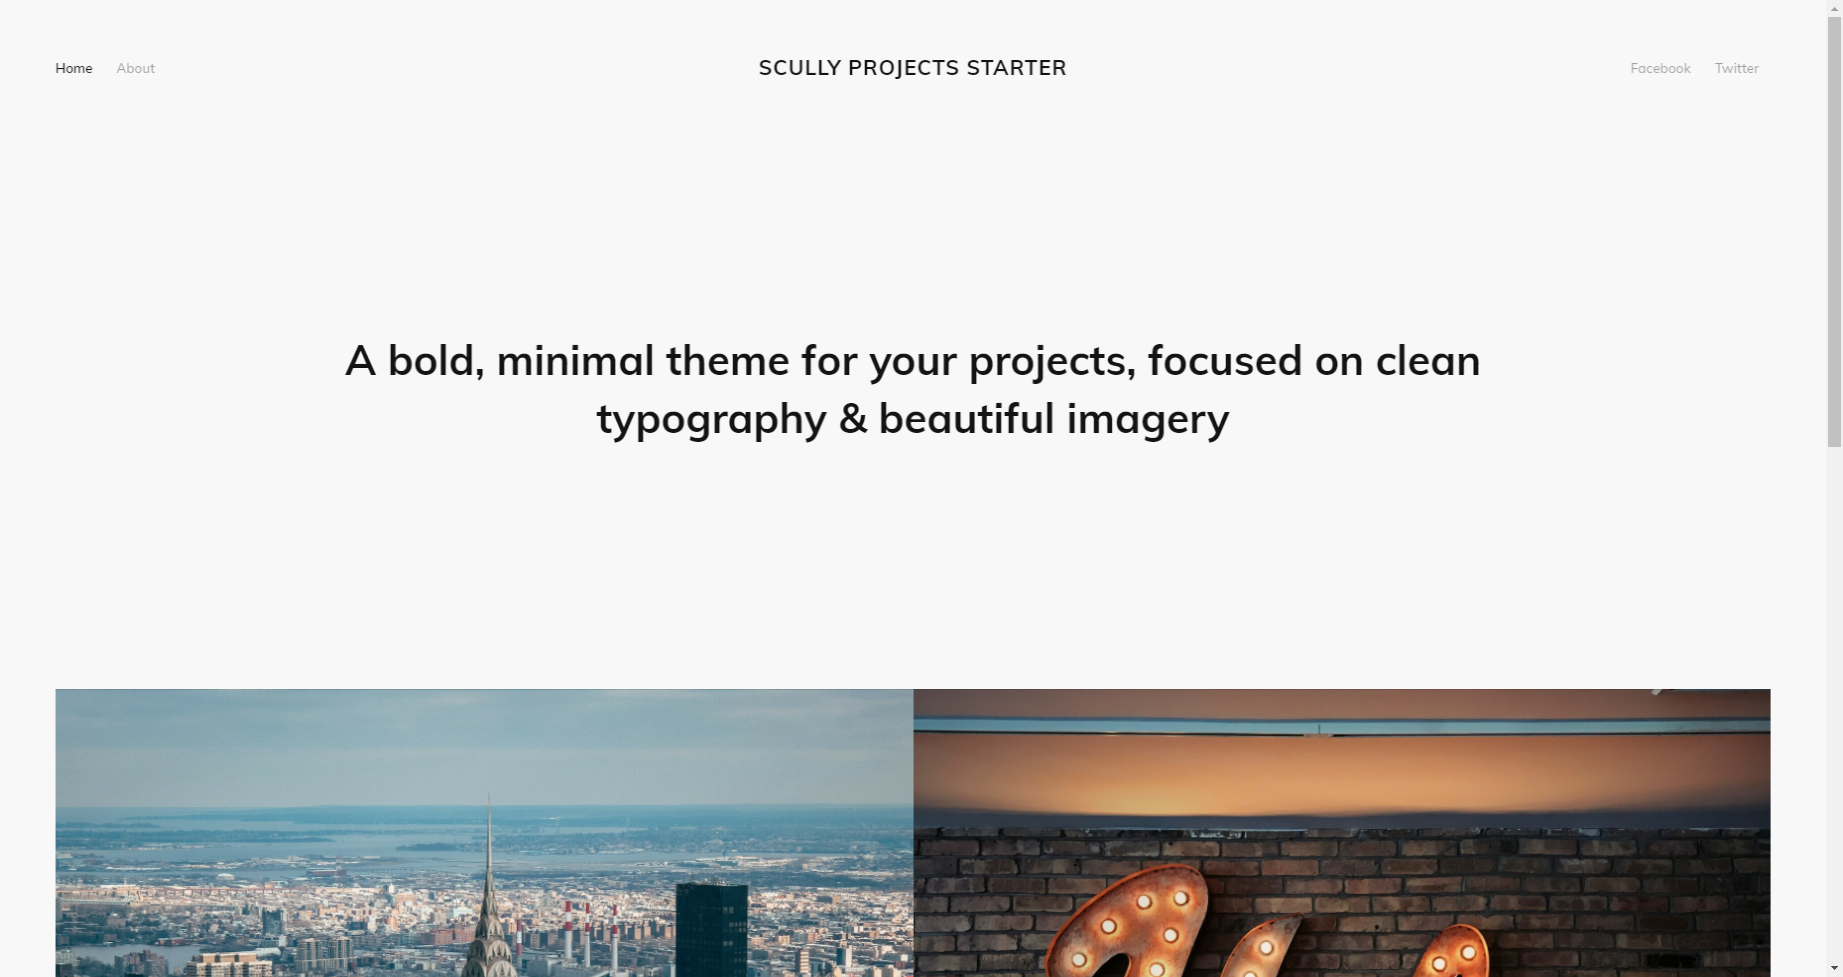 Home About
SCULLY PROJECTS STARTER
Facebook Twitter
A bold, minimal theme for your projects, focused on clean
typography & beautiful imagery